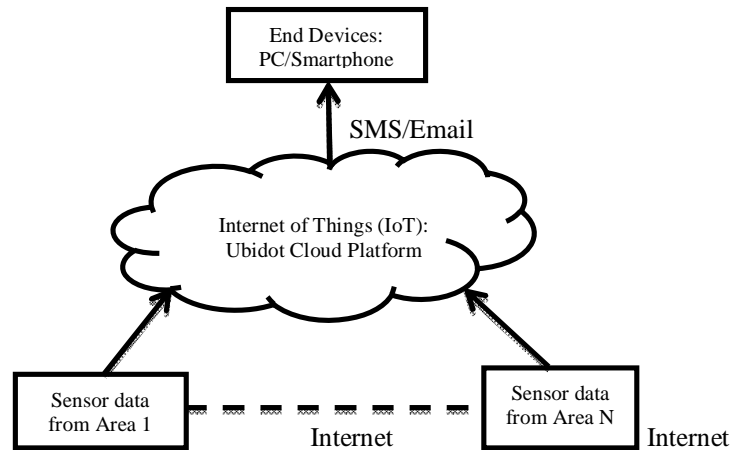 End Devices:
PC/Smartphone
SMS/Email
Internet of Things (IoT):
Ubidot Cloud Platform
Sensor data
from Area 1
Internet
Sensor data
from Area N
Internet